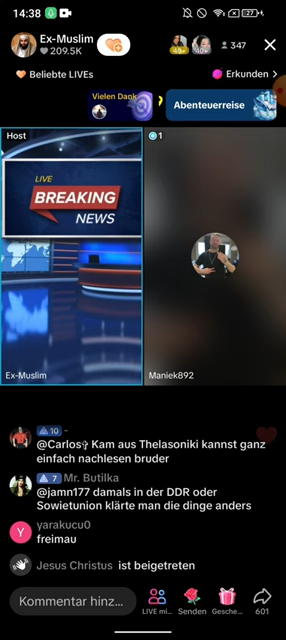 14:38
27
Ex-Muslim
209.5K
347
Beliebte LIVEs
Erkunden >
Vielen Dank
Abenteuerreise
Host
1
LIVE
BREAKING
NEWS
Ex-Muslim
Maniek892
10 -
@Carlos✞ Kam aus Thelasoniki kannst ganz
einfach nachlesen bruder
7 Mr. Butilka
@jamn177 damals in der DDR oder
Sowietunion klärte man die dinge anders
yarakucu0
Y
freimau
Jesus Christus ist beigetreten
Kommentar hinz...
LIVE mi...
Senden
Gesche...
601